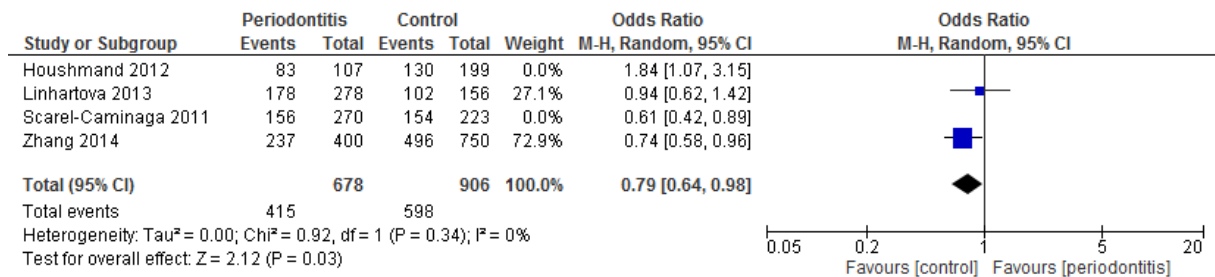 Periodontitis Control Odds Ratio Odds Ratio
Study or Subgroup Events Total Events Total Weight M-H, Random, 95% CI M-H, Random, 95% CI
Houshmand 2012 83 107 130 199 0.0% 1.84 [1.07, 3.15]
Linhartova 2013 178 278 102 156 27.1% 0.94 [0.62, 1.42]
Scarel-Caminaga 2011 156 270 154 223 0.0% 0.61 [0.42, 0.89]
Zhang 2014 237 400 496 750 72.9% 0.74 [0.58, 0.96]
Total (95% CI) 678 906 100.0% 0.79 [0.64, 0.98]
Total events 415 598
Heterogeneity: Tau² = 0.00; Chi² = 0.92, df = 1 (P = 0.34); I² = 0%
Test for overall effect: Z = 2.12 (P = 0.03)
0.05 0.2 1 5 20
Favours [control] Favours [periodontitis]